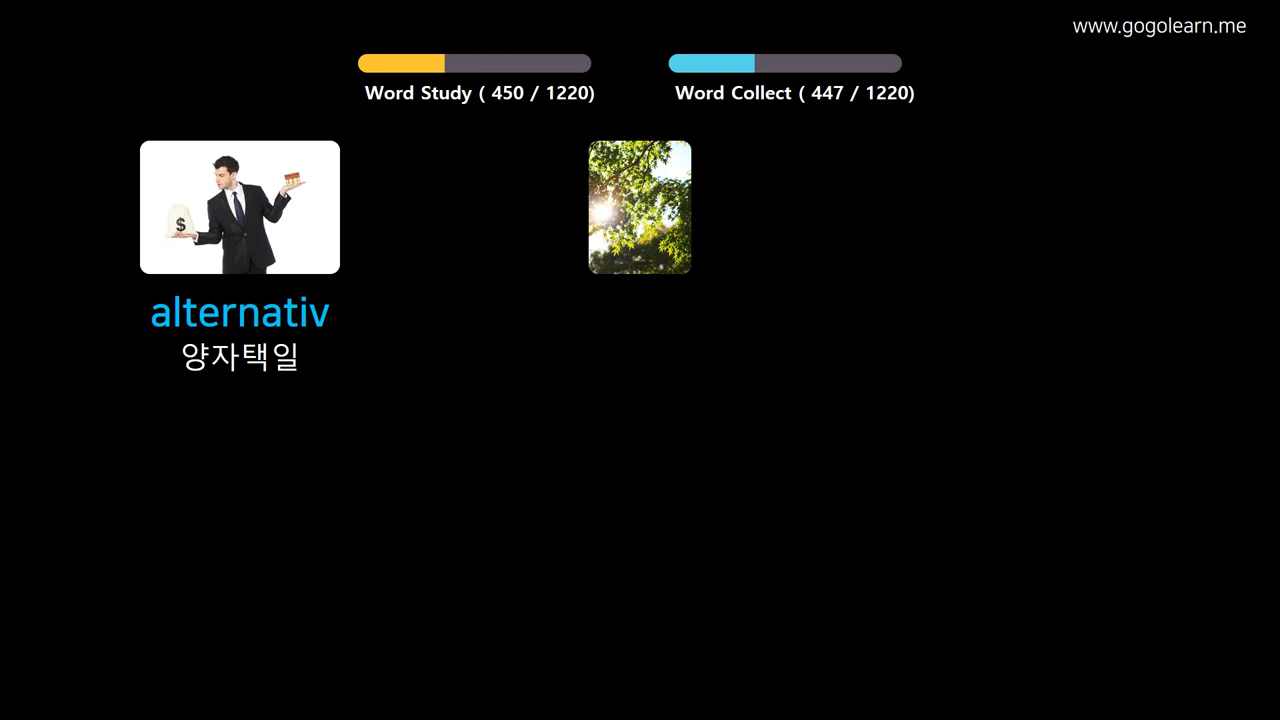 www.gogolearn.me
Word Study ( 450 / 1220)
Word Collect ( 447 / 1220)
$
alternativ
양자택일